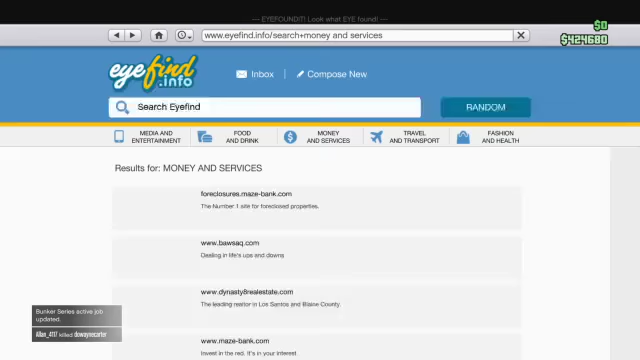 --- EYEFOUNDIT! Look what EYE found! ---
$0
$424680
www.eyefind.info/search+money and services
eyefind
.info
Inbox
Compose New
Search Eyefind
RANDOM
MEDIA AND
ENTERTAINMENT
FOOD
AND DRINK
MONEY
AND SERVICES
TRAVEL
AND TRANSPORT
FASHION
AND HEALTH
Results for: MONEY AND SERVICES
foreclosures.maze-bank.com
The Number 1 site for foreclosed properties.
www.bawsaq.com
Dealing in life's ups and downs
www.dynasty8realestate.com
The leading realtor in Los Santos and Blaine County.
www.maze-bank.com
Invest in the red. It's in your interest.
Bunker Series active job
updated.
killed dowaynecarter